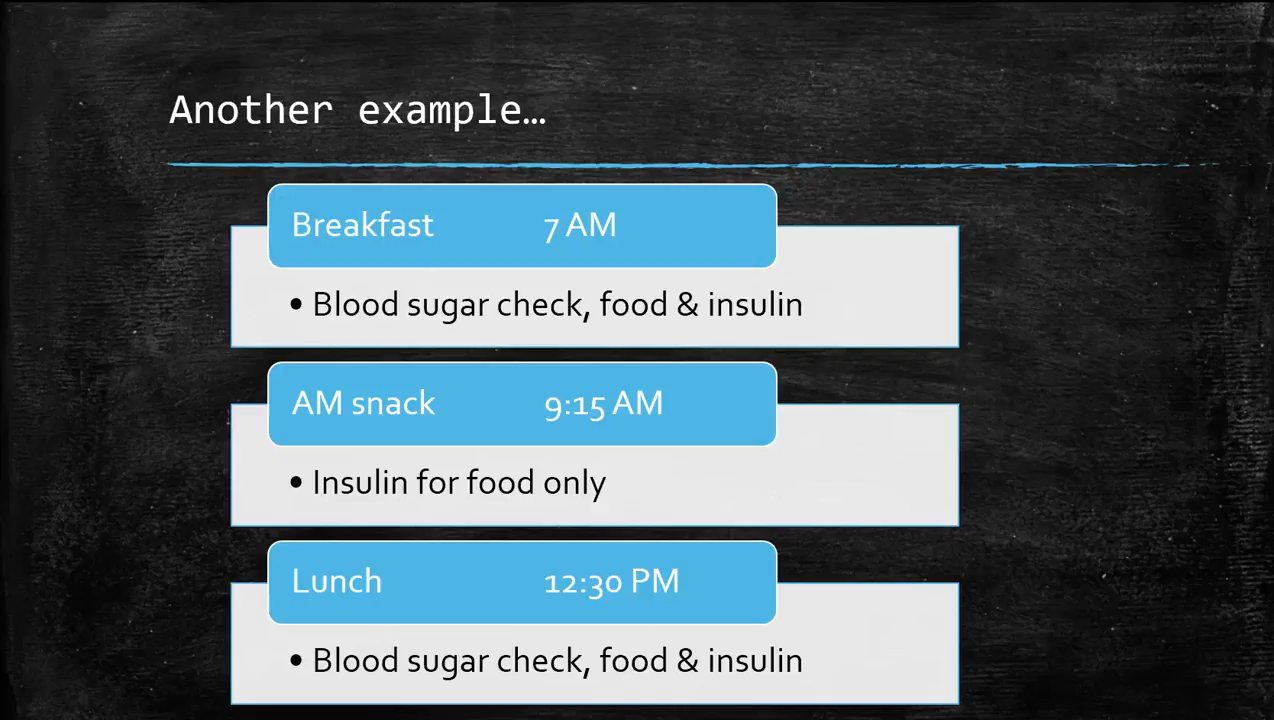 Another example…
Breakfast 7 AM
• Blood sugar check, food & insulin
AM snack 9:15 AM
• Insulin for food only
Lunch 12:30 PM
• Blood sugar check, food & insulin